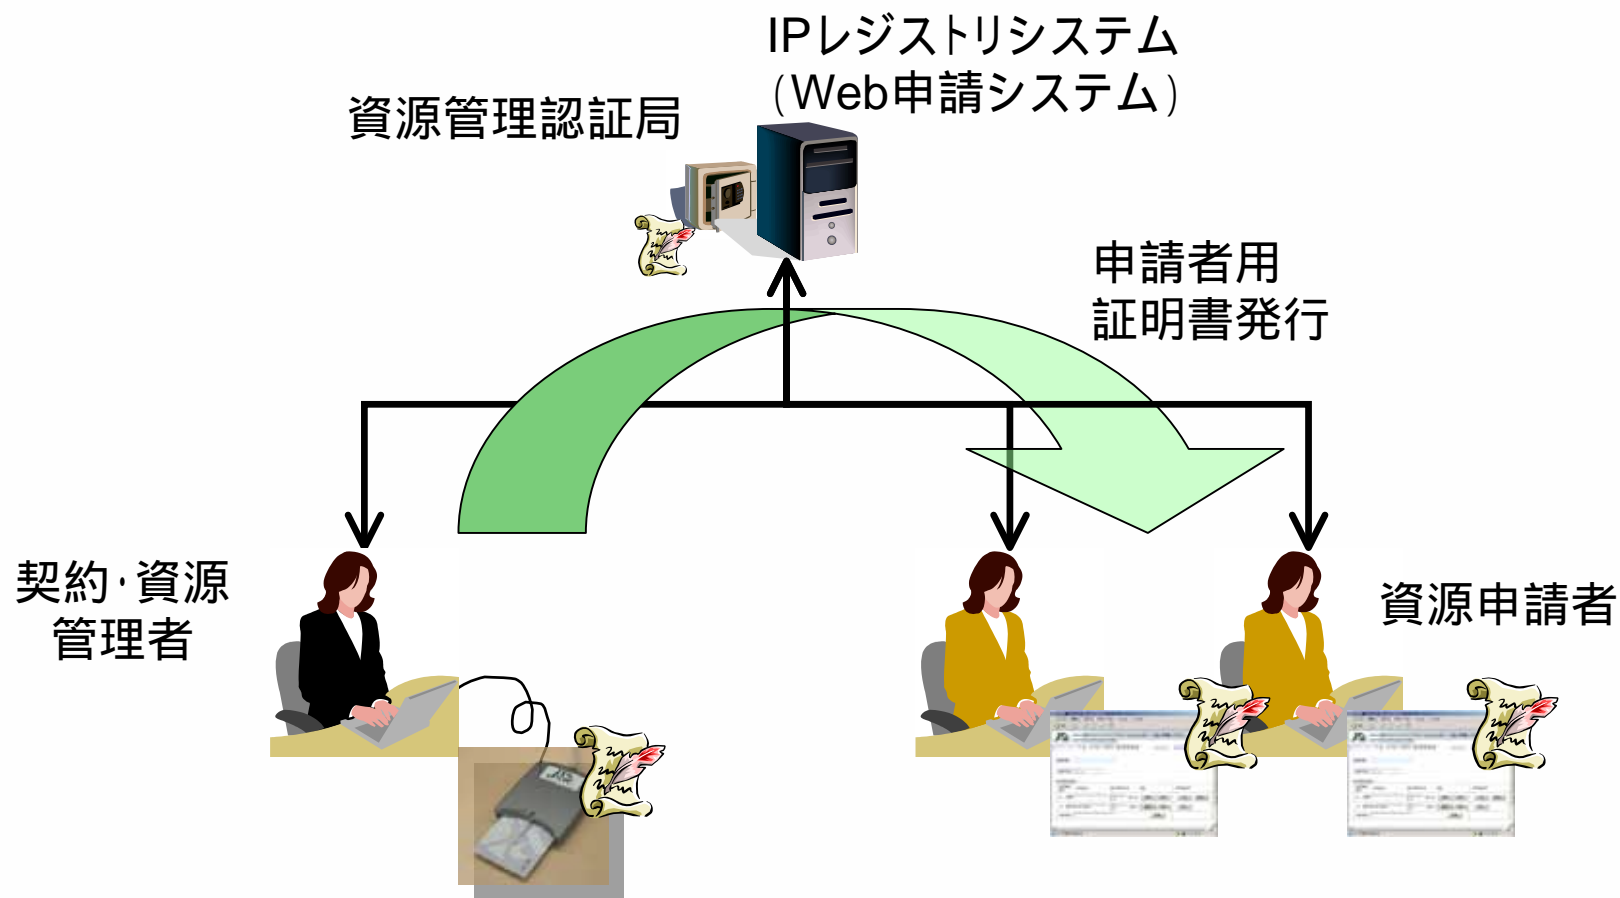 IPレジストリシステム
(Web申請システム)
資源管理認証局
申請者用
証明書発行
契約・資源
管理者
資源申請者